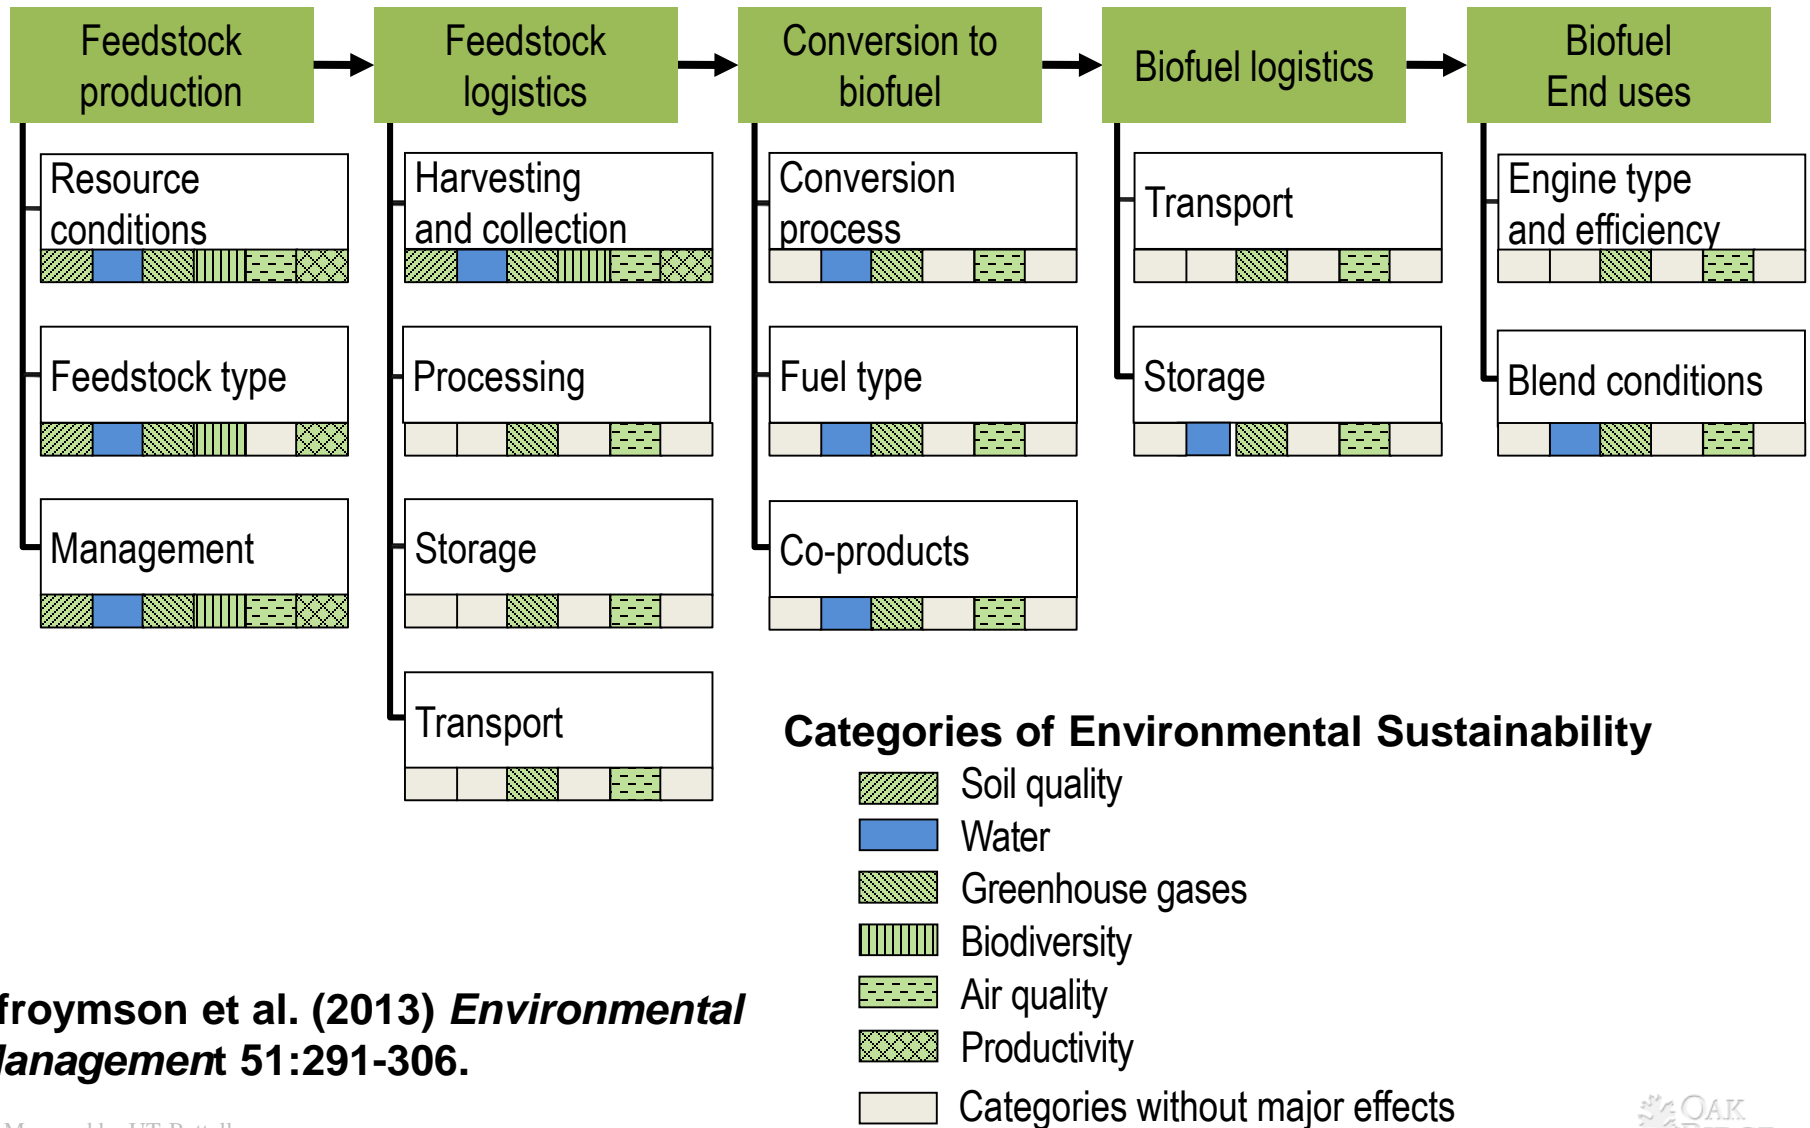 Feedstock
production
Feedstock
logistics
Conversion to
biofuel
Biofuel logistics
Biofuel
End uses
Resource
conditions
Feedstock type
Management
Harvesting
and collection
Processing
Storage
Transport
Conversion
process
Fuel type
Co-products
Transport
Storage
Engine type
and efficiency
Blend conditions
Categories of Environmental Sustainability
Soil quality
Water
Greenhouse gases
Biodiversity
Air quality
Productivity
Categories without major effects
froymson et al. (2013) Environmental
anagement 51:291-306.
OAK